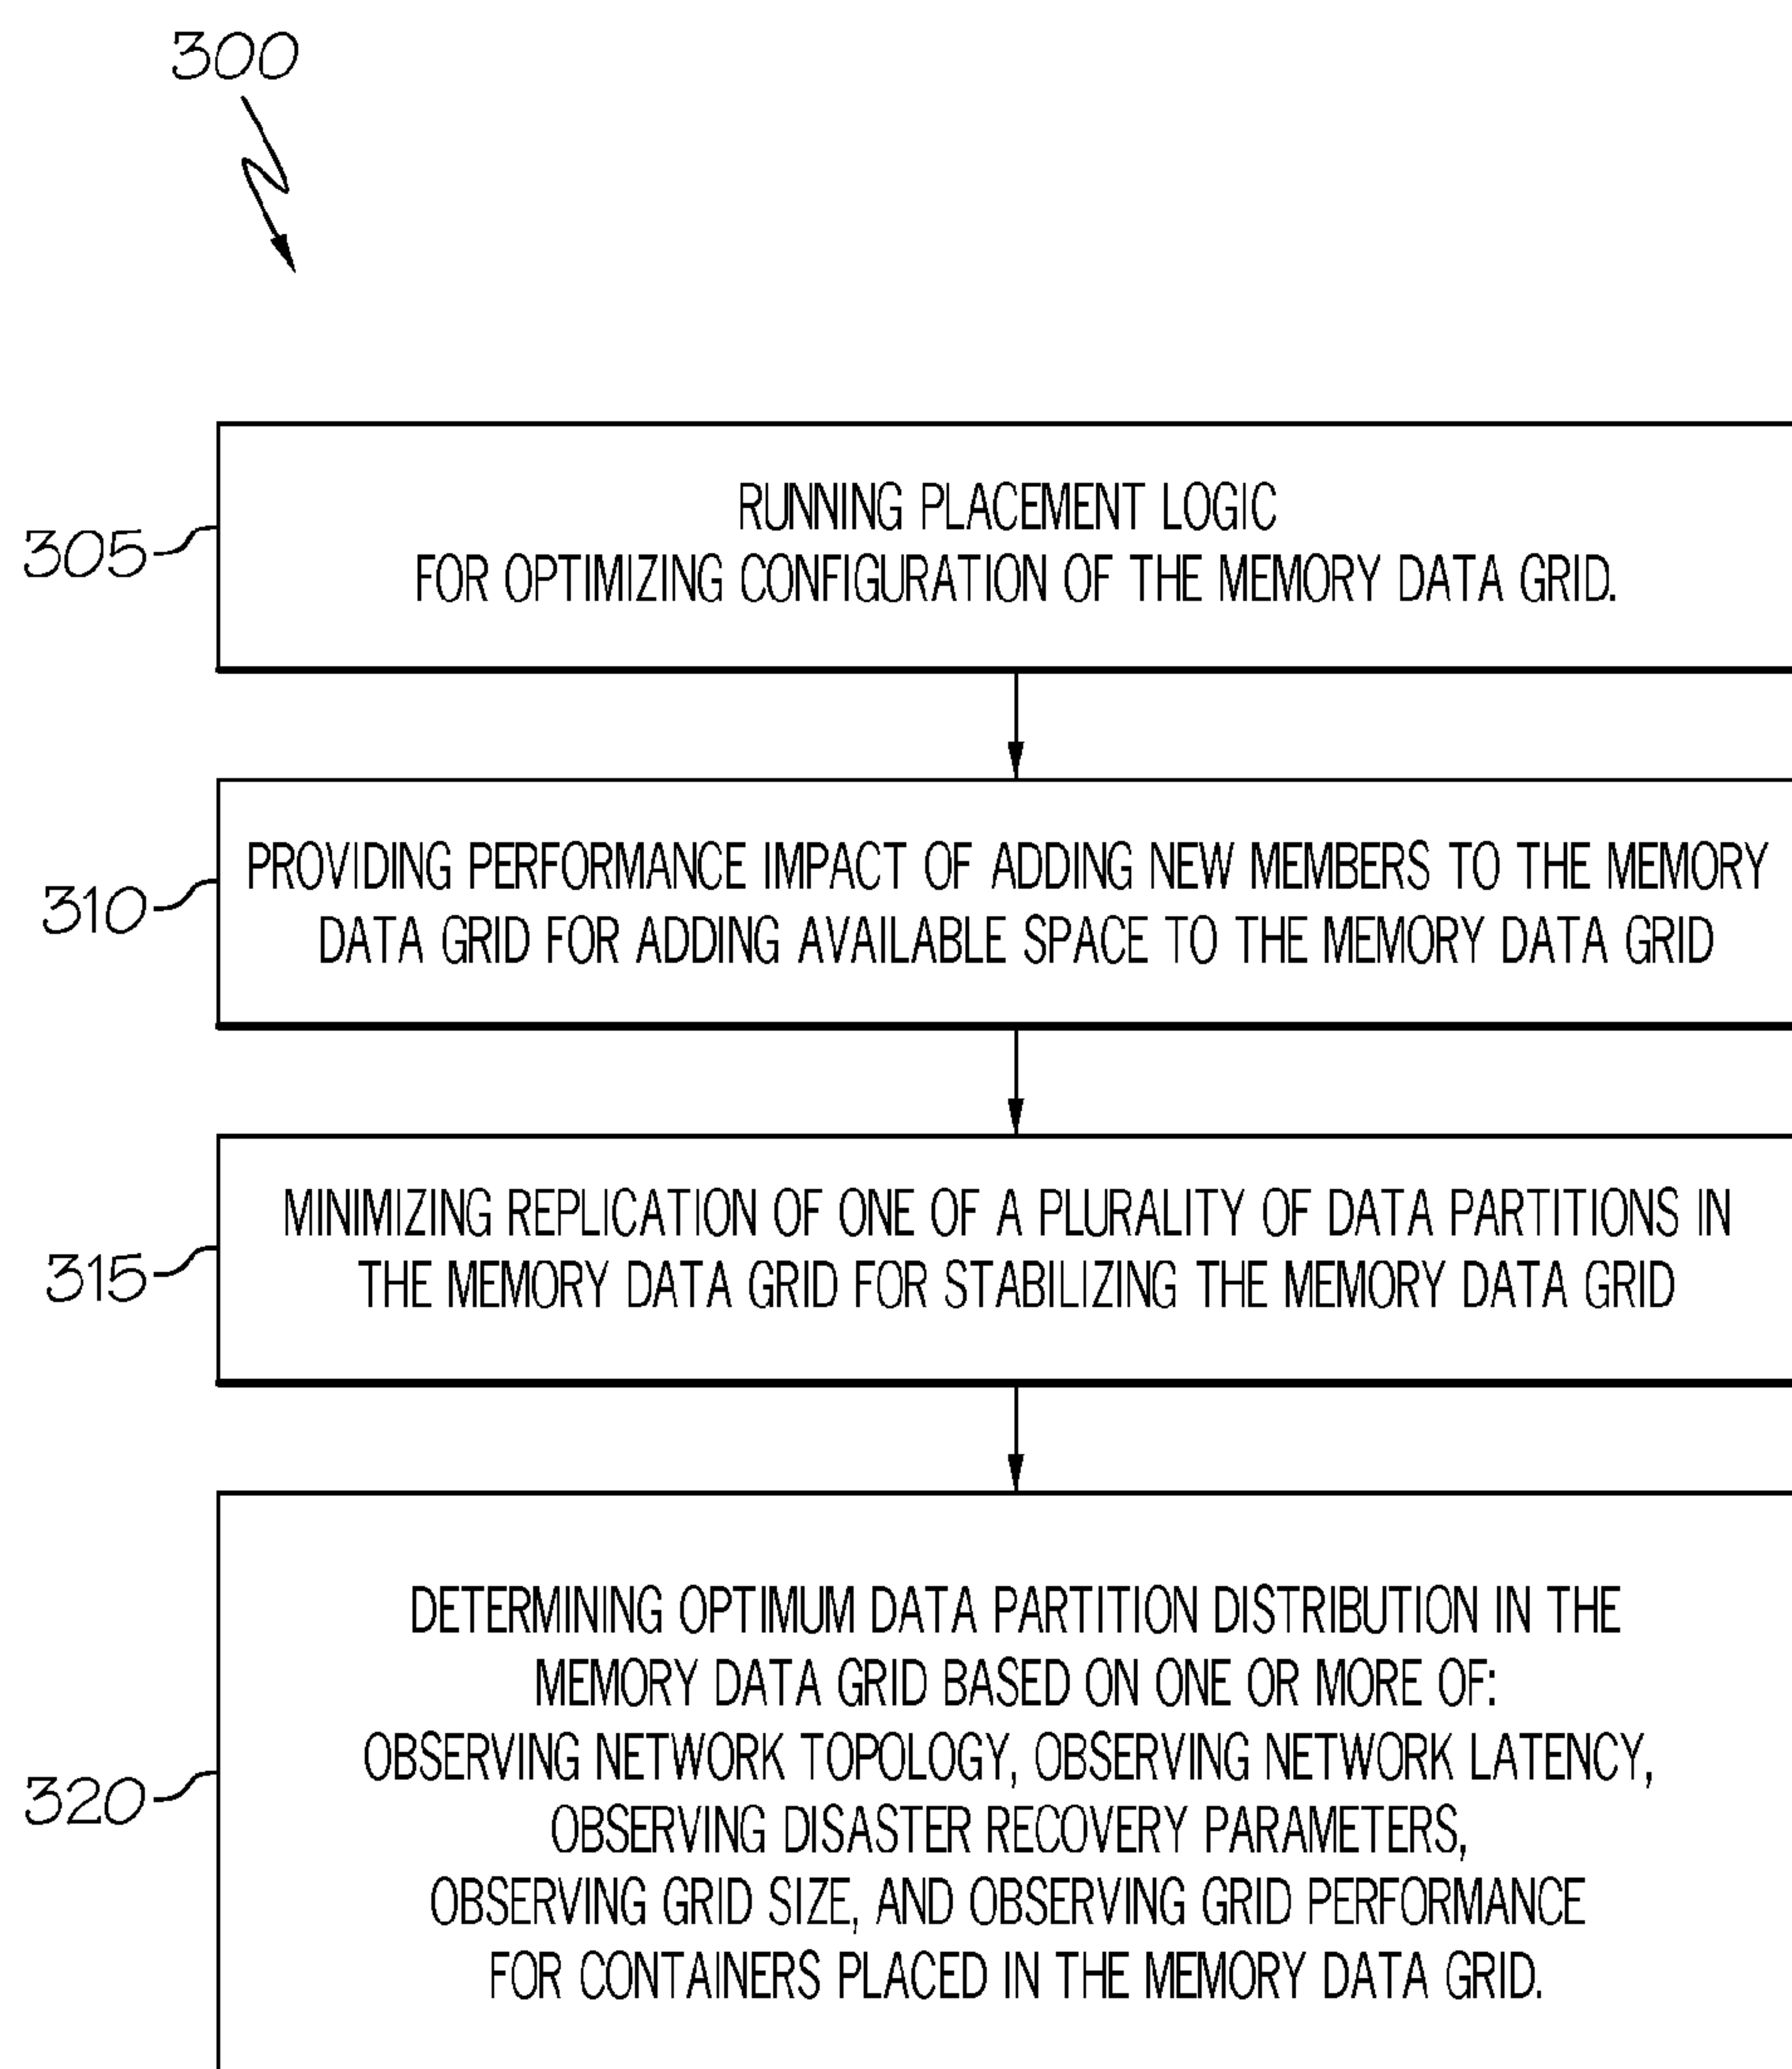 300
305
RUNNING PLACEMENT LOGIC
FOR OPTIMIZING CONFIGURATION OF THE MEMORY DATA GRID.
310
PROVIDING PERFORMANCE IMPACT OF ADDING NEW MEMBERS TO THE MEMORY
DATA GRID FOR ADDING AVAILABLE SPACE TO THE MEMORY DATA GRID
315
MINIMIZING REPLICATION OF ONE OF A PLURALITY OF DATA PARTITIONS IN
THE MEMORY DATA GRID FOR STABILIZING THE MEMORY DATA GRID
320
DETERMINING OPTIMUM DATA PARTITION DISTRIBUTION IN THE
MEMORY DATA GRID BASED ON ONE OR MORE OF:
OBSERVING NETWORK TOPOLOGY, OBSERVING NETWORK LATENCY,
OBSERVING DISASTER RECOVERY PARAMETERS,
OBSERVING GRID SIZE, AND OBSERVING GRID PERFORMANCE
FOR CONTAINERS PLACED IN THE MEMORY DATA GRID.